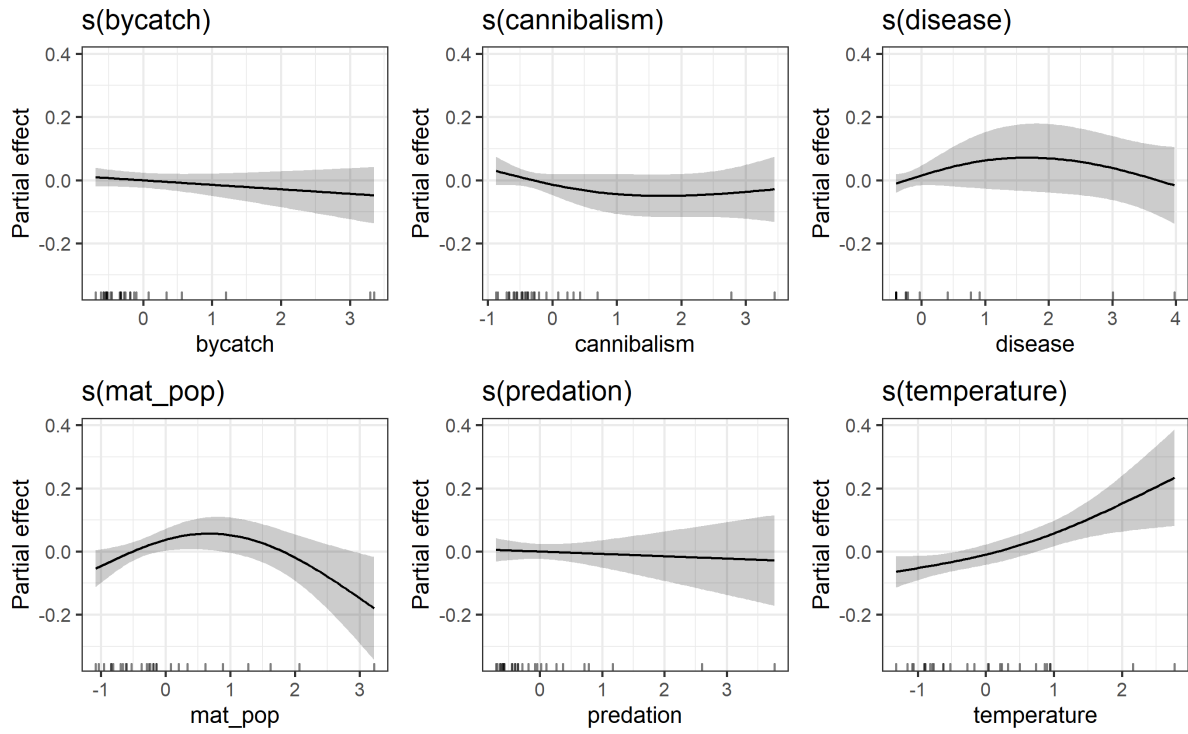 s(bycatch)
0.4
0.2
0.0
-0.2
Partial effect
0
1
2
3
bycatch
s(cannibalism)
0.4
0.2
0.0
-0.2
Partial effect
-1
0
1
2
3
cannibalism
s(disease)
0.4
0.2
0.0
-0.2
Partial effect
0
1
2
3
4
disease
s(mat_pop)
0.4
0.2
0.0
-0.2
Partial effect
-1
0
1
2
3
mat_pop
s(predation)
0.4
0.2
0.0
-0.2
Partial effect
0
1
2
3
predation
s(temperature)
0.4
0.2
0.0
-0.2
Partial effect
-1
0
1
2
temperature